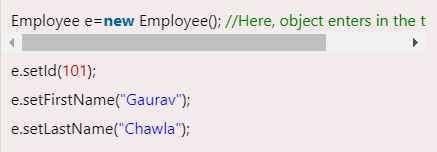 Employee e=new Employee(); //Here, object enters in the t
e.setId(101);
e.setFirstName("Gaurav");
e.setLastName("Chawla");